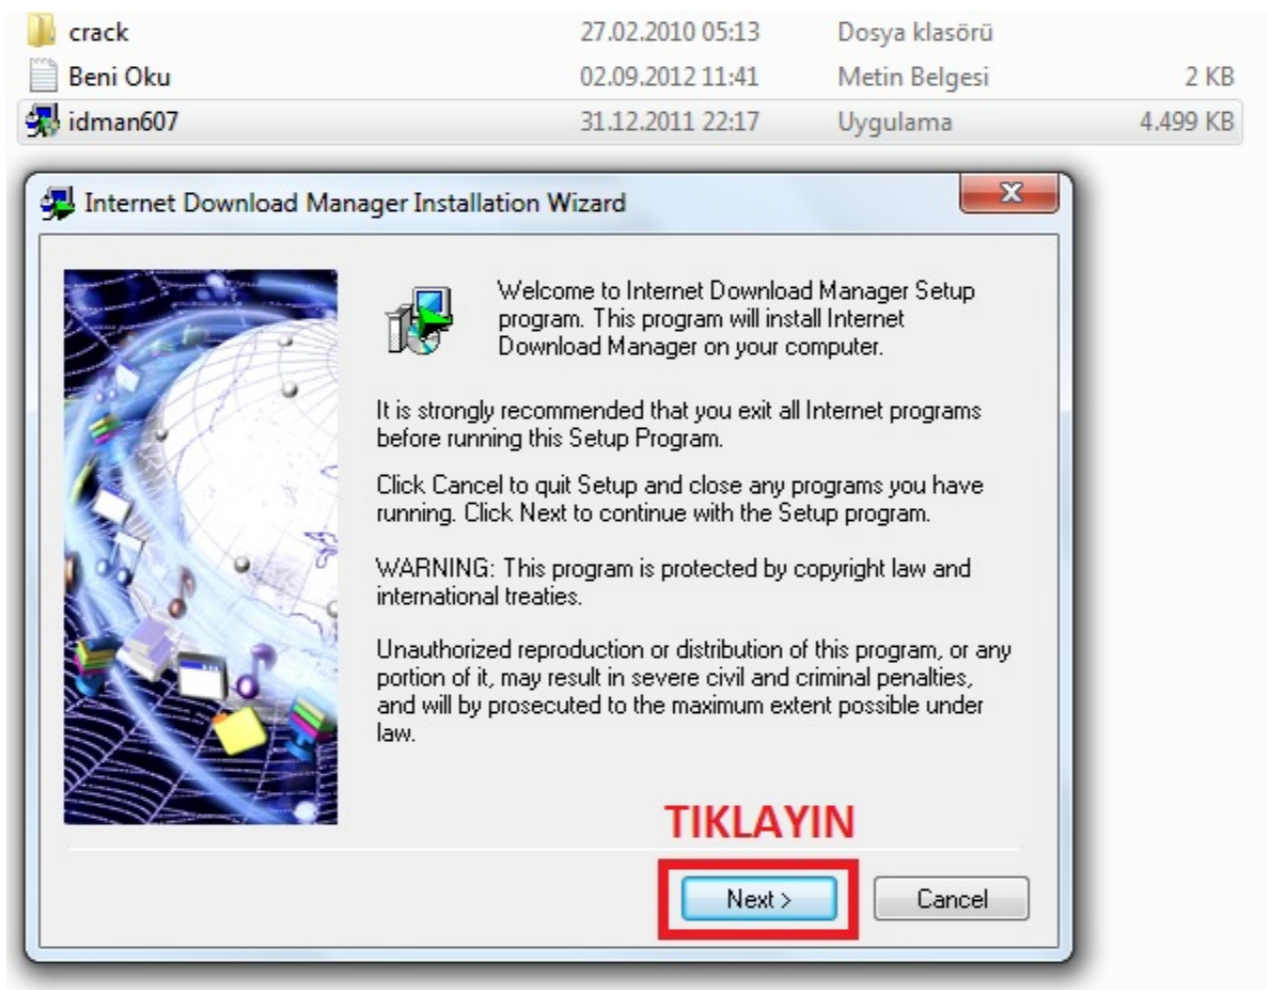 crack 27.02.2010 05:13 Dosya klasörü
Beni Oku 02.09.2012 11:41 Metin Belgesi 2 KB
idman607 31.12.2011 22:17 Uygulama 4.499 KB
Internet Download Manager Installation Wizard
Welcome to Internet Download Manager Setup
program. This program will install Internet
Download Manager on your computer.
It is strongly recommended that you exit all Internet programs
before running this Setup Program.
Click Cancel to quit Setup and close any programs you have
running. Click Next to continue with the Setup program.
WARNING: This program is protected by copyright law and
international treaties.
Unauthorized reproduction or distribution of this program, or any
portion of it, may result in severe civil and criminal penalties,
and will by prosecuted to the maximum extent possible under
law.
TIKLAYIN
Next > Cancel